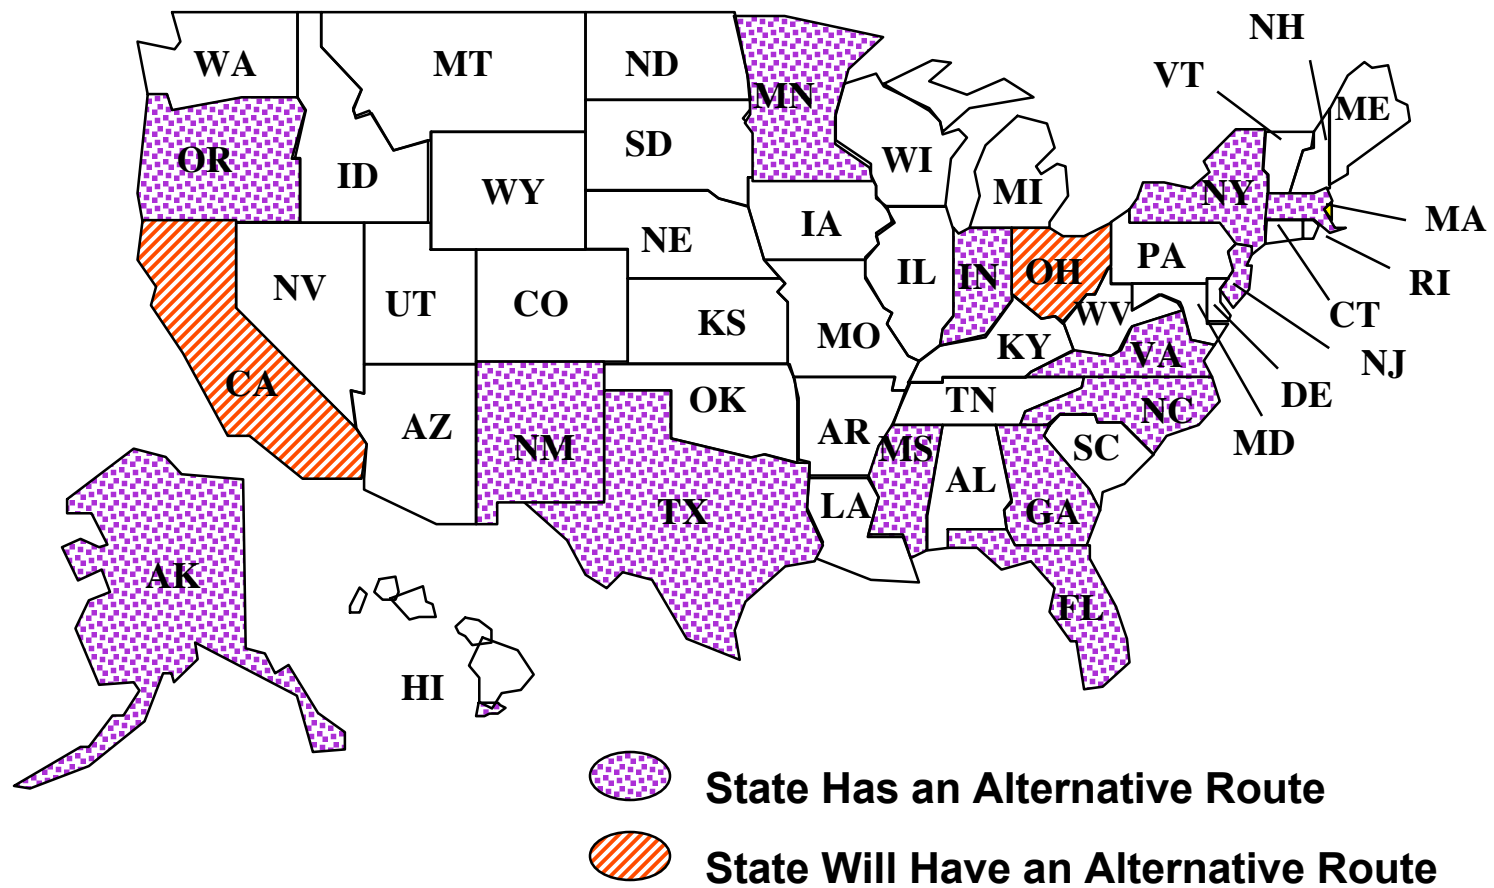 NH
VT
WA
MT
ND
MN
ME
OR
ID
SD
WI
WY
MI
NY
MA
IA
NE
PA
RI
NV
UT
CO
IL
IN
OH
WV
CT
KS
MO
KY
VA
NJ
CA
DE
AZ
NM
OK
AR
TN
NC
MD
MS
SC
TX
LA
AL
GA
AK
FL
HI
State Has an Alternative Route
State Will Have an Alternative Route